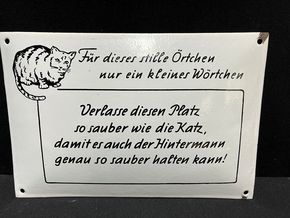 Für dieses stille Örtchen
nur ein kleines Wörtchen
Verlasse diesen Platz
so sauber wie die Katz,
damit es auch der Hintermann
genau so sauber halten kann!